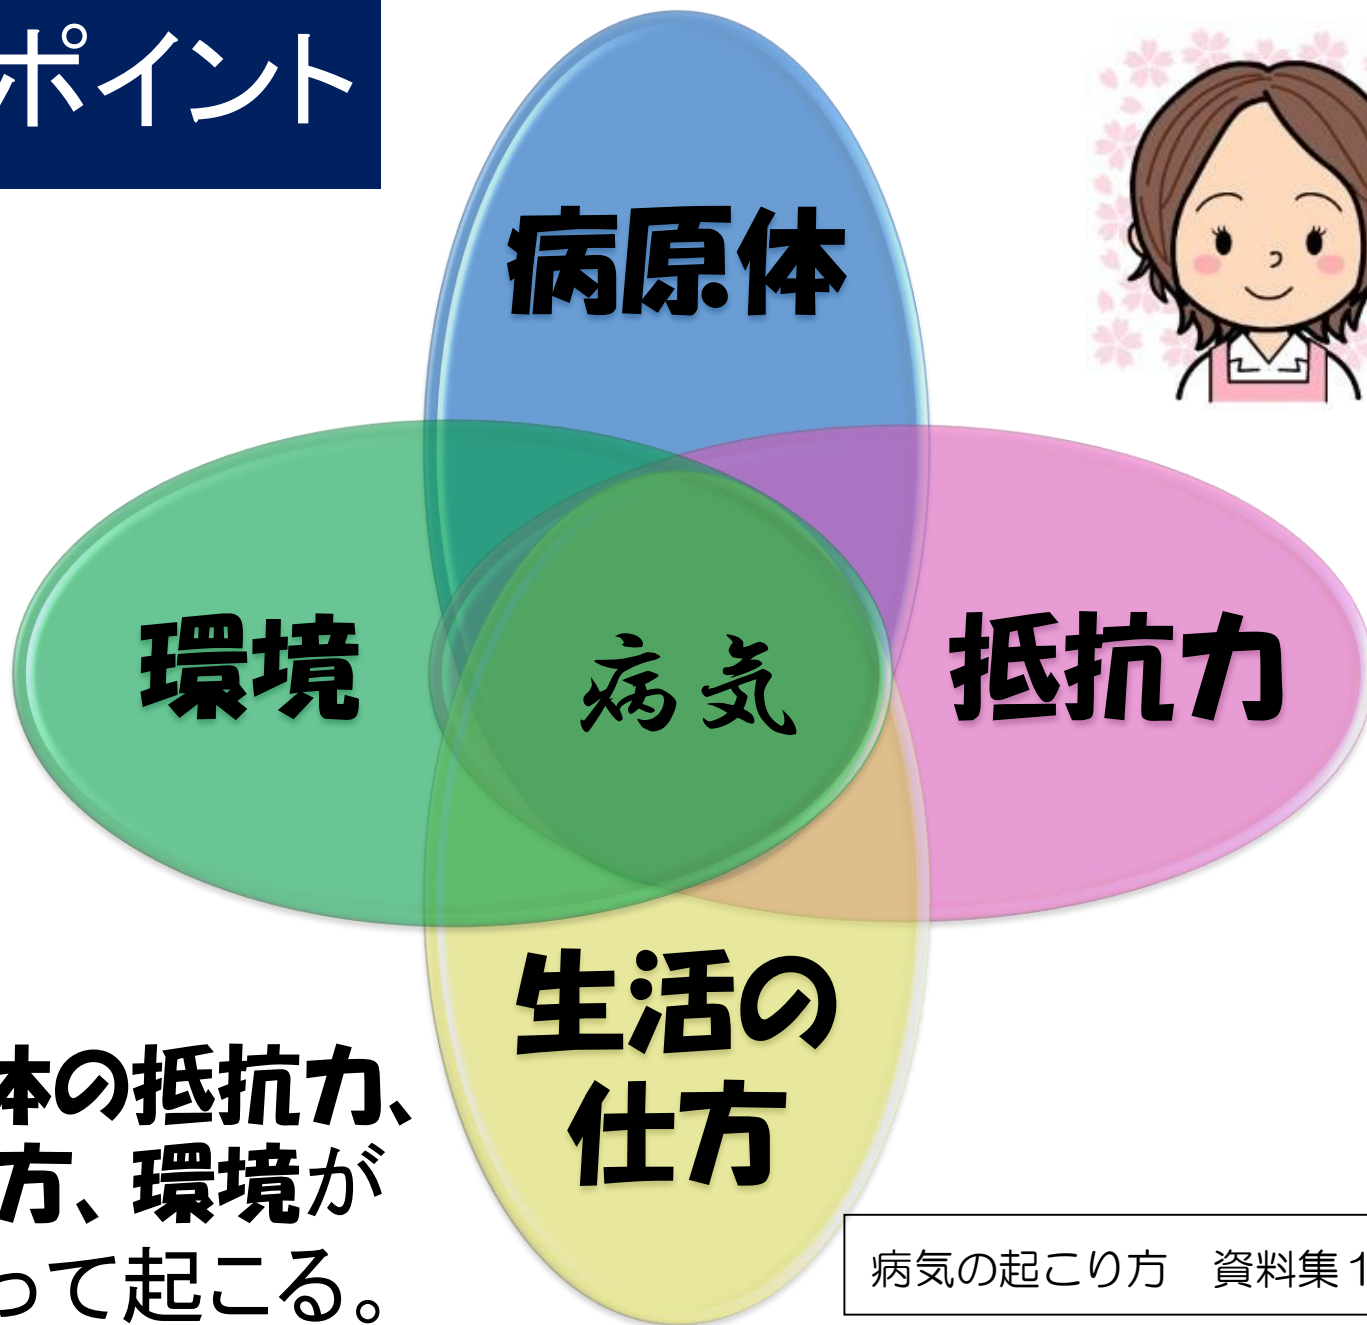 ポイント
病原体
環境
病気
抵抗力
生活の
仕方
体の抵抗力、
方、環境が
って起こる。
病気の起こり方　資料集１